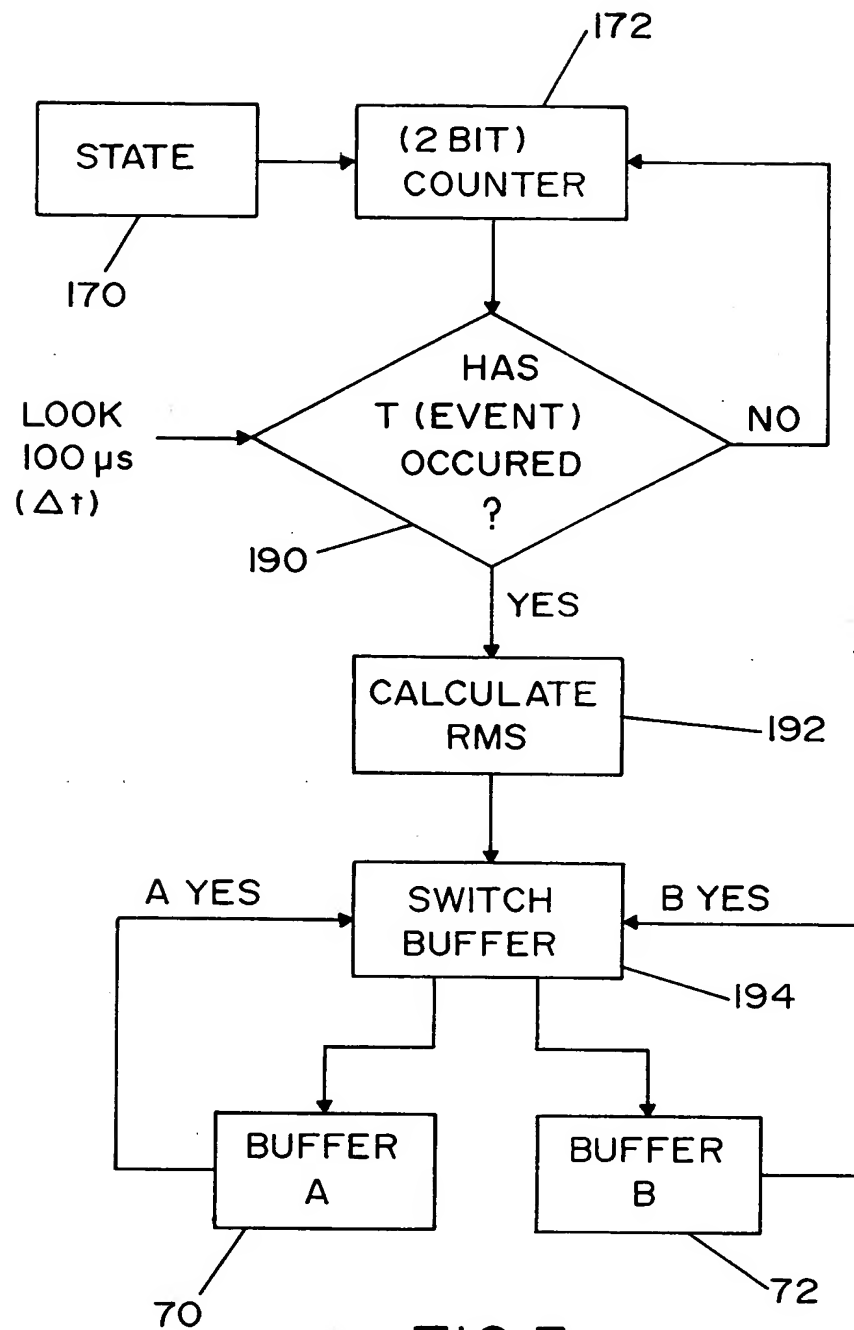 172
STATE
(2 BIT)
COUNTER
170
HAS
T (EVENT)
OCCURED
?
NO
LOOK
100 µs
(Δt)
190
YES
CALCULATE
RMS
192
A YES
SWITCH
BUFFER
B YES
194
BUFFER
A
BUFFER
B
70
72